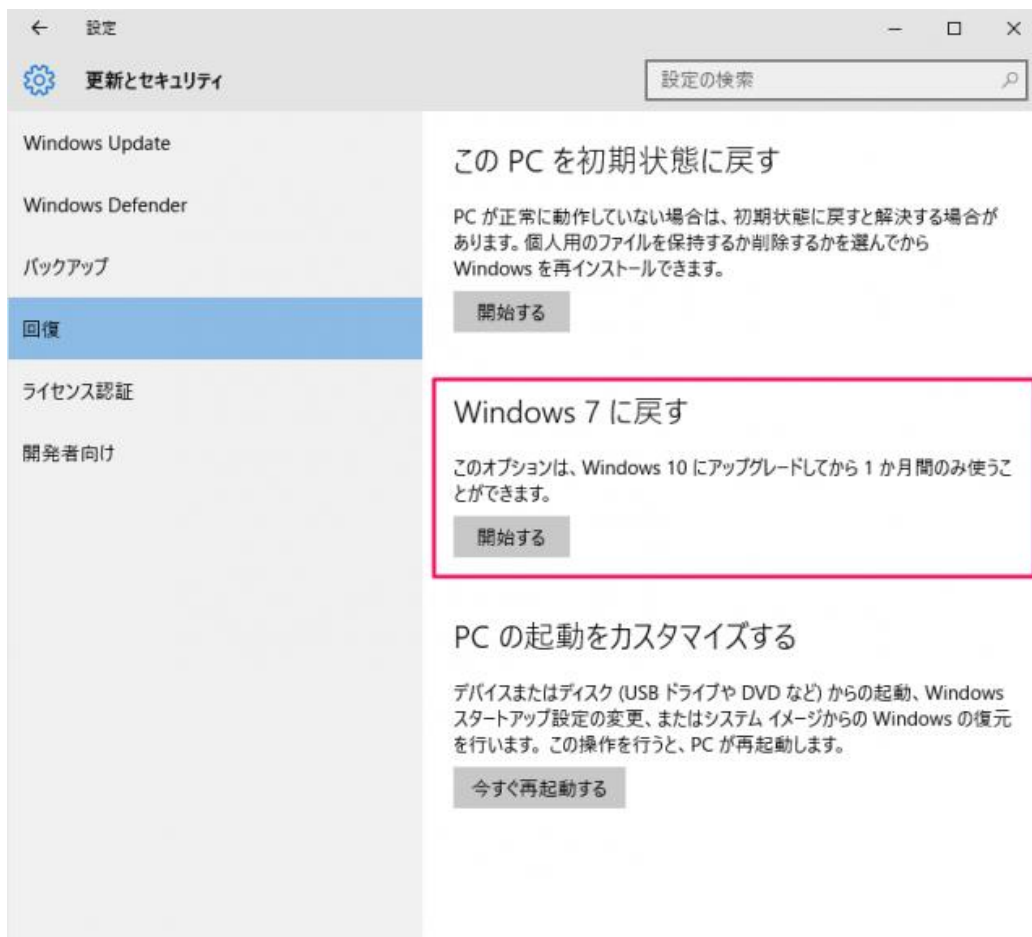 設定
更新とセキュリティ
設定の検索
Windows Update
Windows Defender
バックアップ
回復
ライセンス認証
開発者向け
この PC を初期状態に戻す
PC が正常に動作していない場合は、初期状態に戻すと解決する場合が
あります。個人用のファイルを保持するか削除するかを選んでから
Windows を再インストールできます。
開始する
Windows 7 に戻す
このオプションは、Windows 10 にアップグレードしてから 1 か月間のみ使うこ
とができます。
開始する
PC の起動をカスタマイズする
デバイスまたはディスク (USB ドライブや DVD など) からの起動、Windows
スタートアップ設定の変更、またはシステム イメージからの Windows の復元
を行います。この操作を行うと、PC が再起動します。
今すぐ再起動する